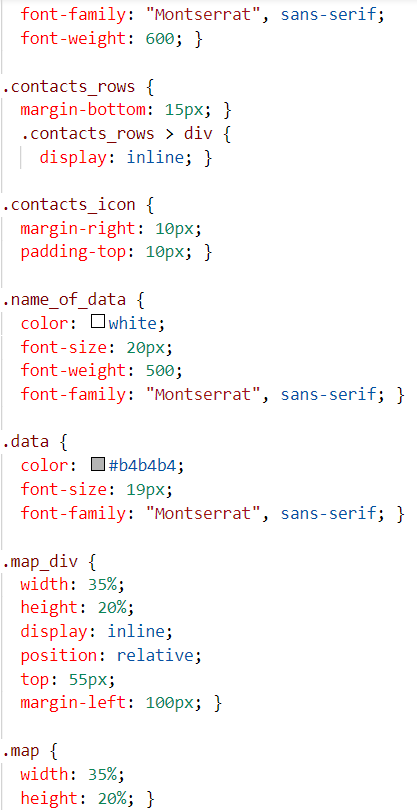 font-family: "Montserrat", sans-serif;
font-weight: 600; }
.contacts_rows {
margin-bottom: 15px; }
.contacts_rows > div {
display: inline; }
.contacts_icon {
margin-right: 10px;
padding-top: 10px; }
.name_of_data {
color: white;
font-size: 20px;
font-weight: 500;
font-family: "Montserrat", sans-serif; }
.data {
color: #b4b4b4;
font-size: 19px;
font-family: "Montserrat", sans-serif; }
.map_div {
width: 35%;
height: 20%;
display: inline;
position: relative;
top: 55px;
margin-left: 100px; }
.map {
width: 35%;
height: 20%; }